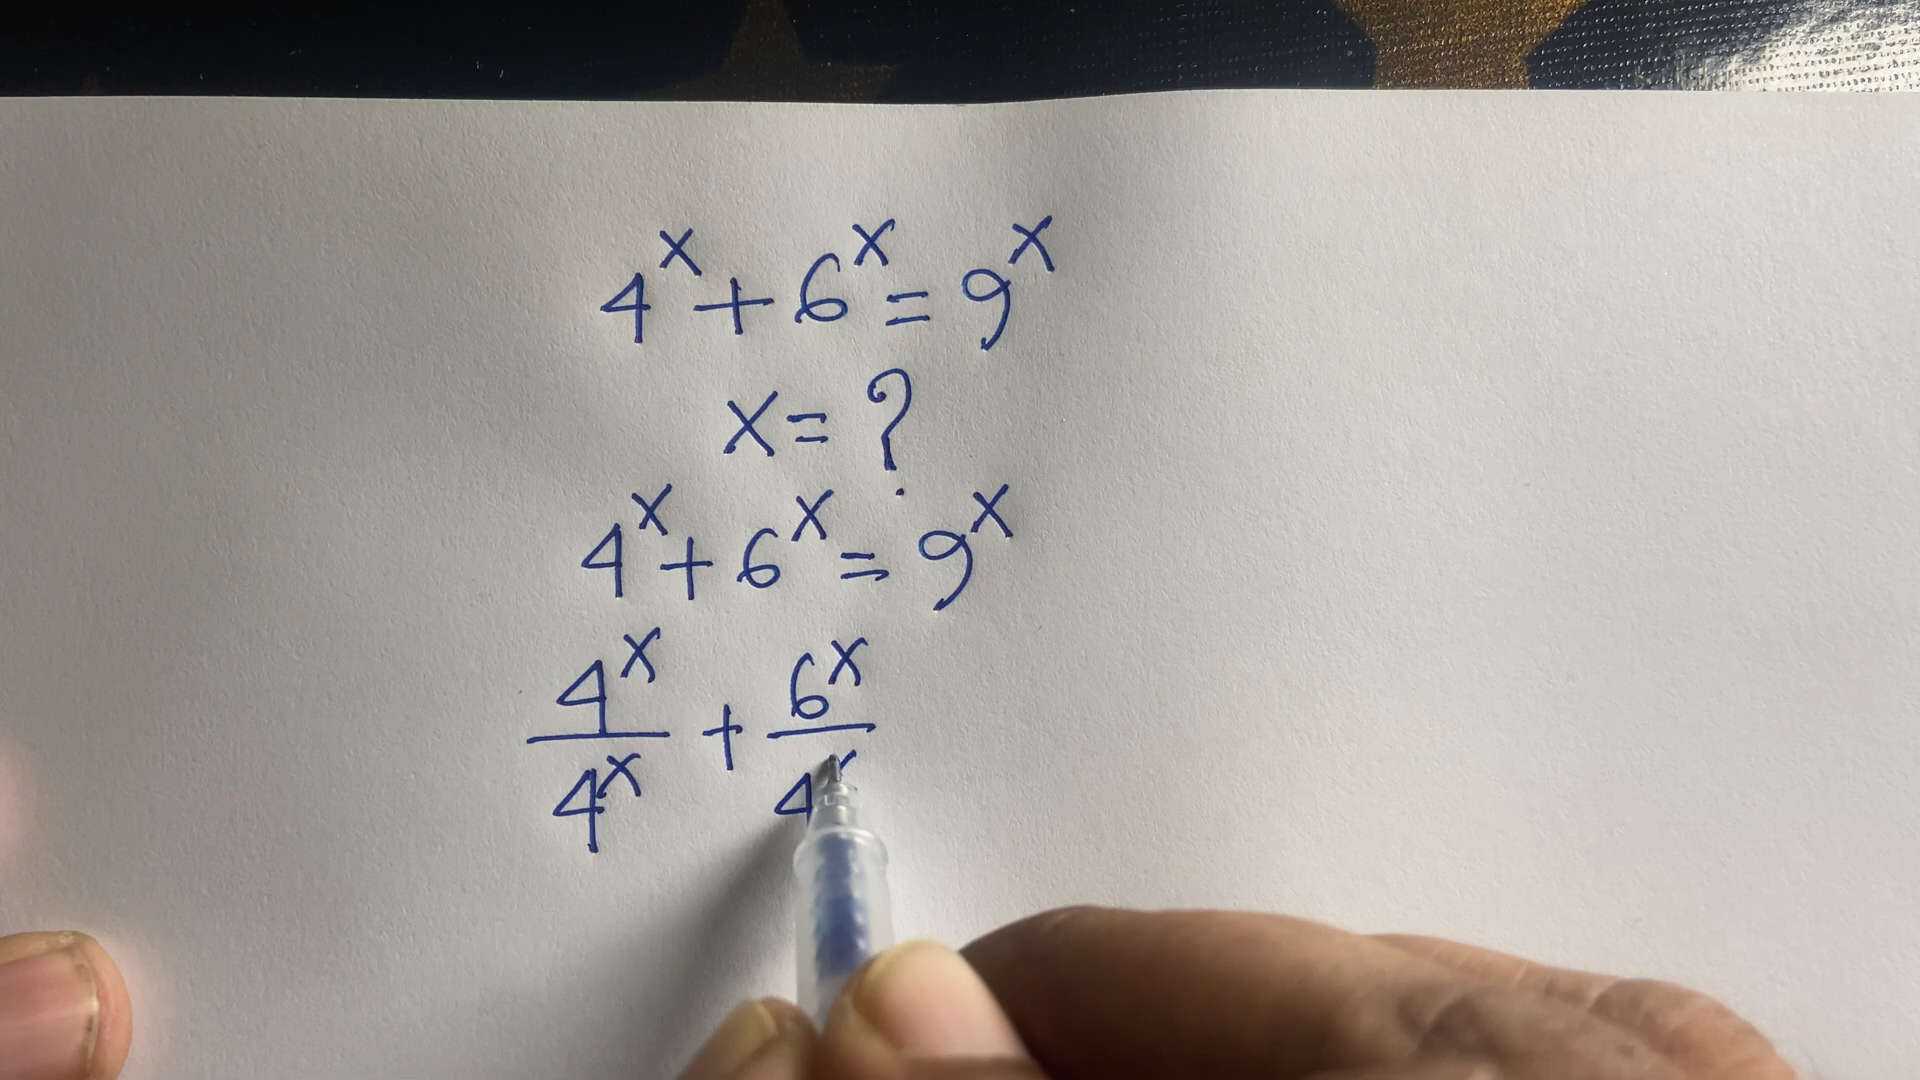 4^x + 6^x = 9^x
x = ?
4^x + 6^x = 9^x
4^x/4^x + 6^x/4^x